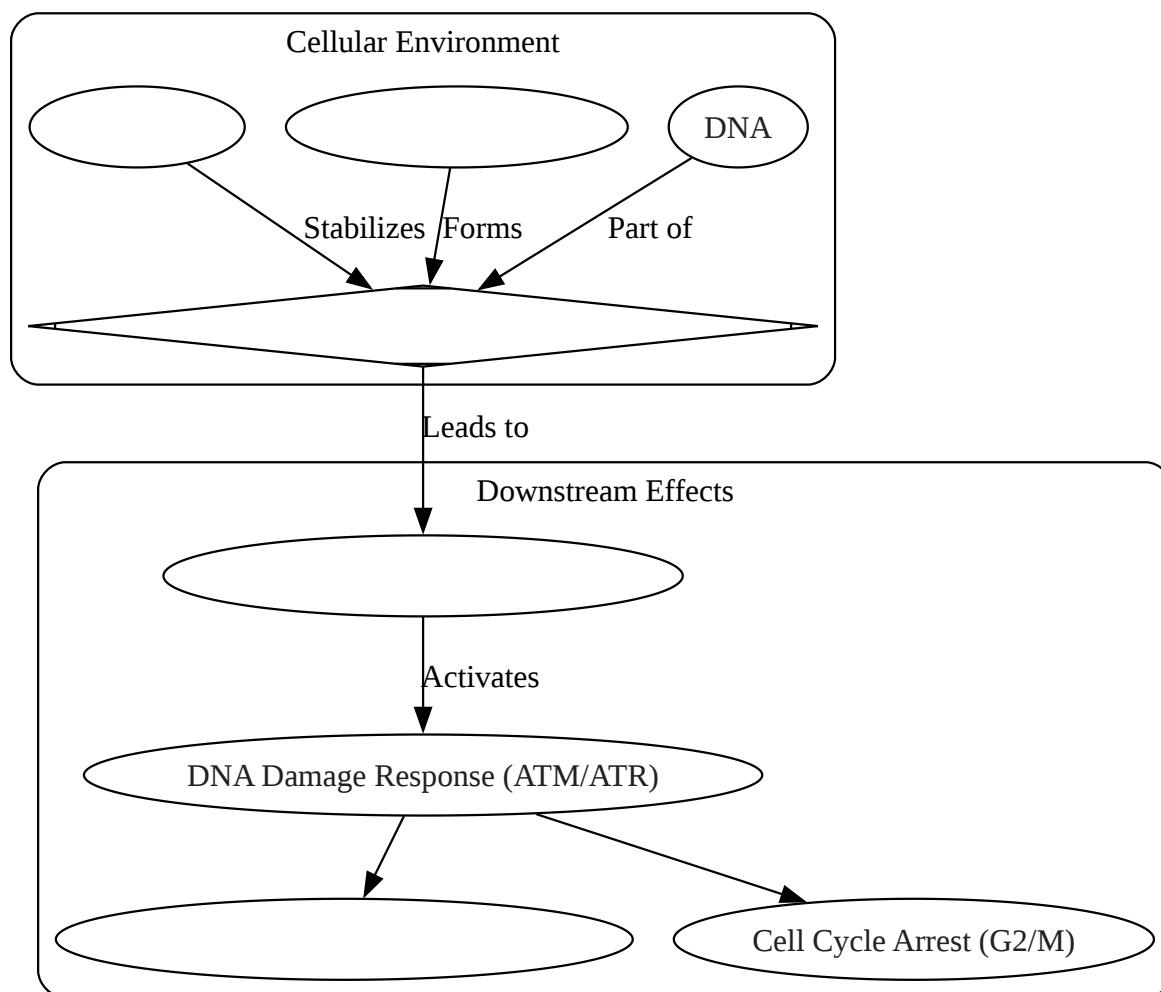 Cellular Environment
DNA
Stabilizes
Forms
Part of
Leads to
Downstream Effects
Activates
DNA Damage Response (ATM/ATR)
Cell Cycle Arrest (G2/M)